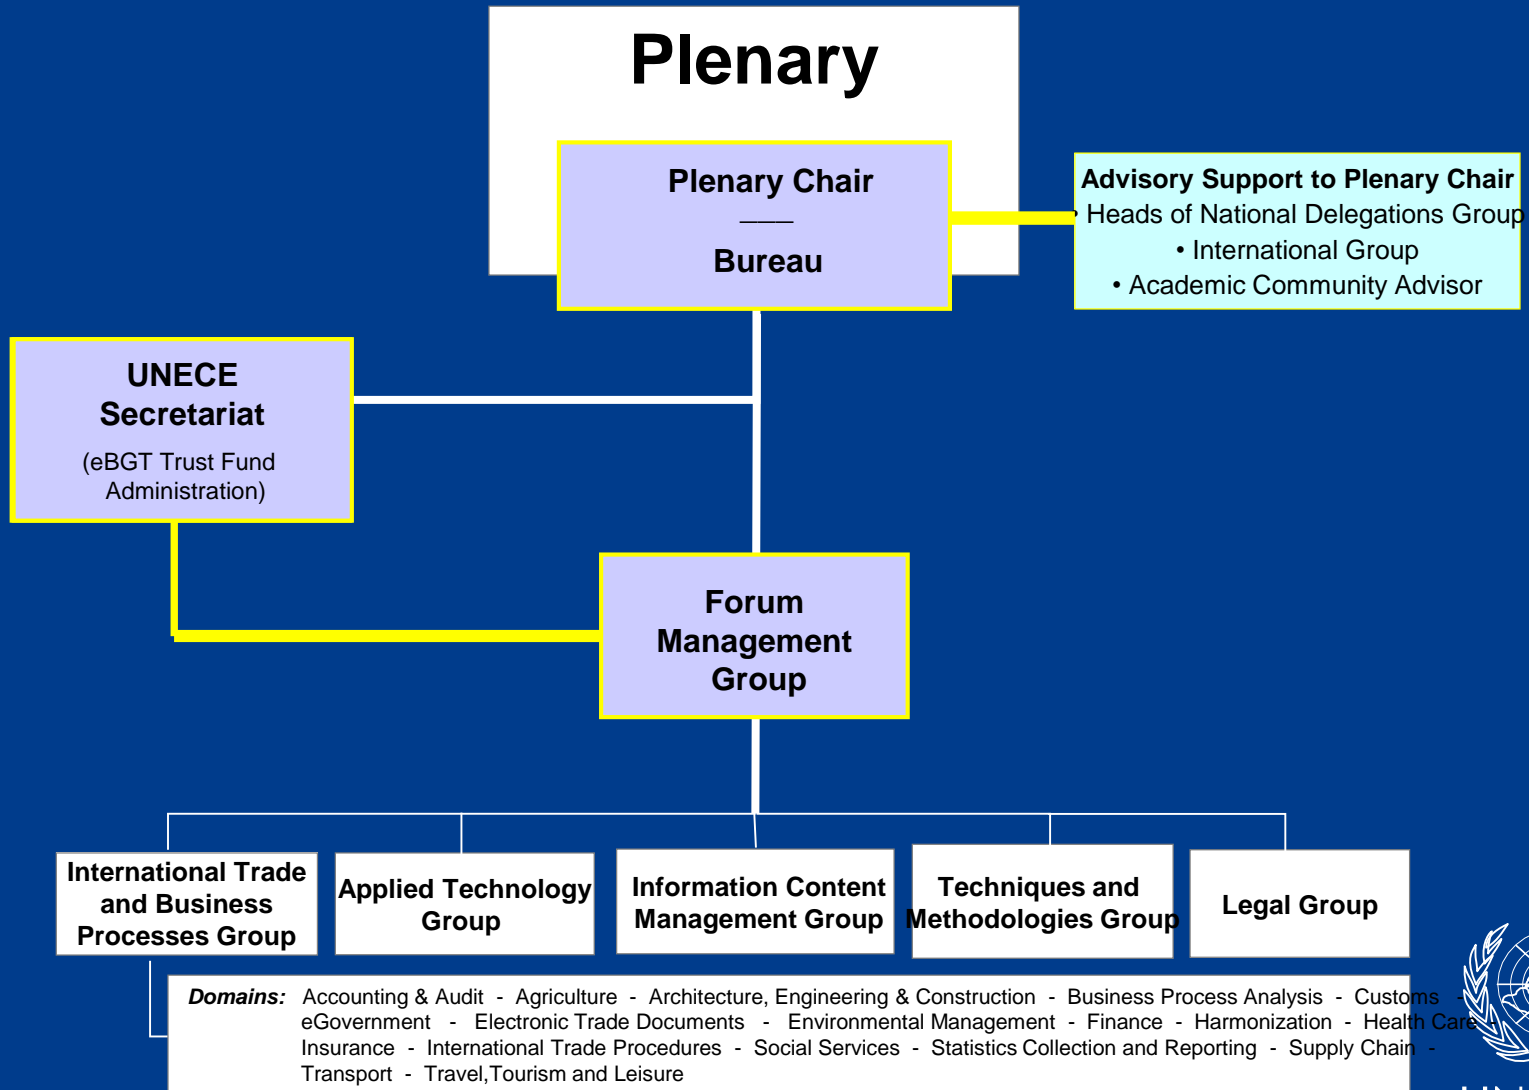 Plenary
Plenary Chair
Bureau
Advisory Support to Plenary Chair
• Heads of National Delegations Group
• International Group
• Academic Community Advisor
UNECE
Secretariat
(eBGT Trust Fund
Administration)
Forum
Management
Group
International Trade
and Business
Processes Group
Applied Technology
Group
Information Content
Management Group
Techniques and
Methodologies Group
Legal Group
Domains: Accounting & Audit - Agriculture - Architecture, Engineering & Construction - Business Process Analysis - Customs -
eGovernment - Electronic Trade Documents - Environmental Management - Finance - Harmonization - Health Care -
Insurance - International Trade Procedures - Social Services - Statistics Collection and Reporting - Supply Chain -
Transport - Travel,Tourism and Leisure